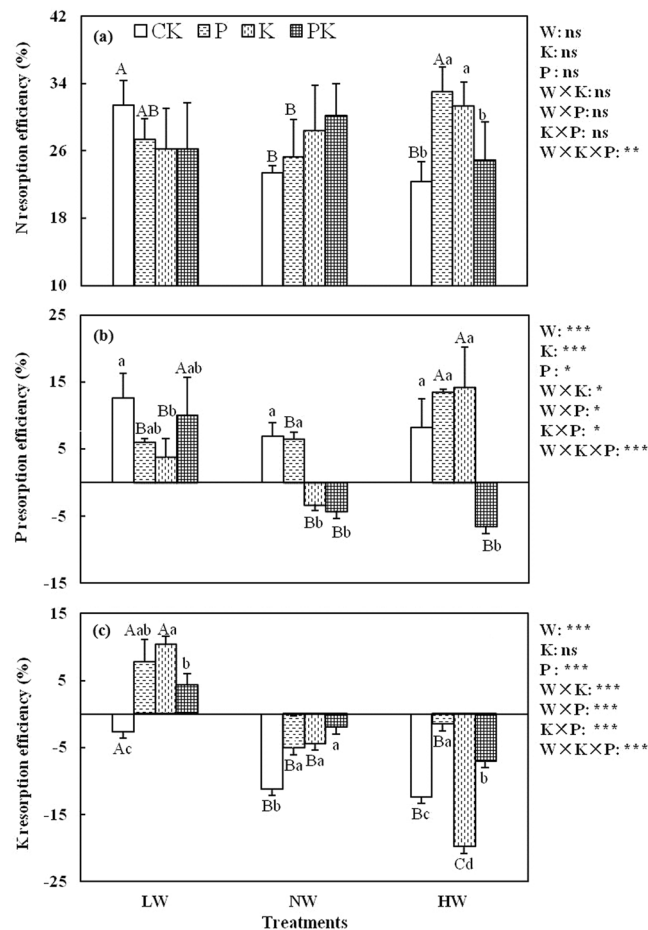 (a) CK P K PK
N resorption efficiency (%)
42
34
26
18
10
A
AB
B
B
Bb
Aa
a
b
W: ns
K: ns
P : ns
W×K: ns
W×P: ns
K×P: ns
W×K×P: **
(b)
P resorption efficiency (%)
25
15
5
-5
-15
a
Bab
Bb
Aab
a
Ba
Bb
Bb
a
Aa
Aa
Bb
W: ***
K: ***
P : *
W×K: *
W×P: *
K×P: *
W×K×P: ***
(c)
K resorption efficiency (%)
15
5
-5
-15
-25
Ac
Aab
Aa
b
Bb
Ba
Ba
a
Bc
Ba
Cd
b
W: ***
K: ns
P: ***
W×K: ***
W×P: ***
K×P: ***
W×K×P: ***
LW NW HW
Treatments